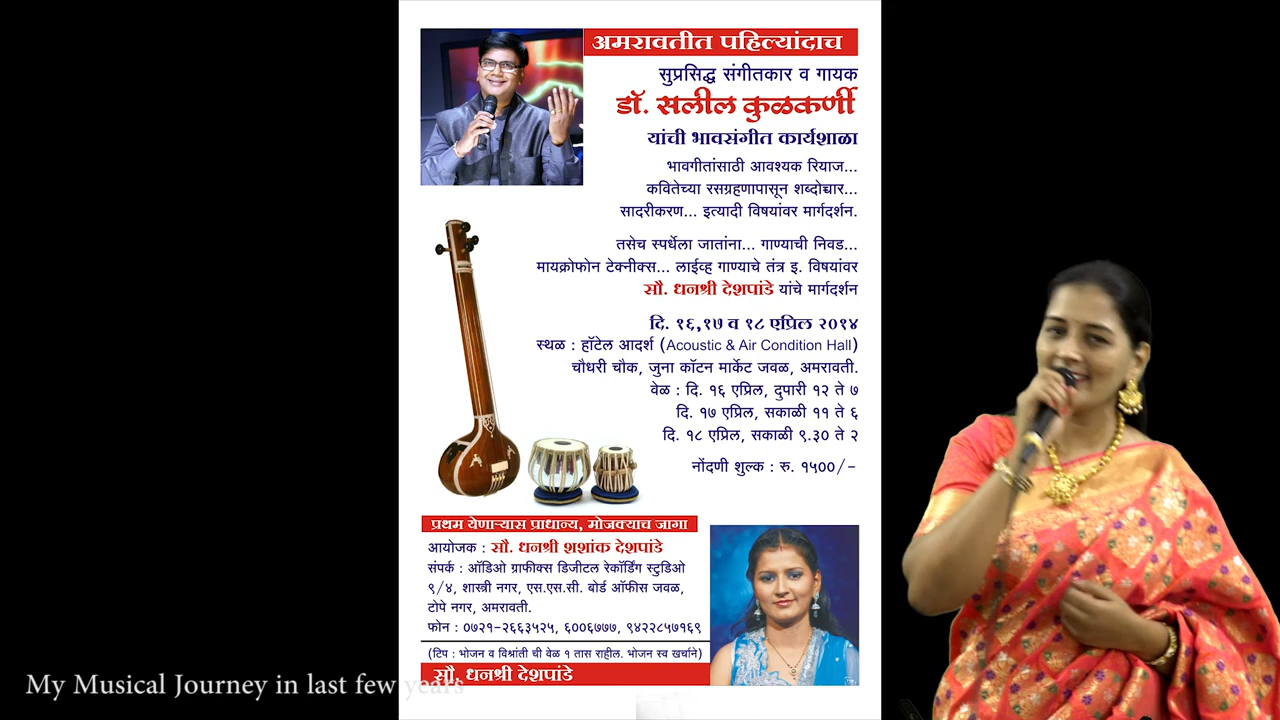 अमरावतीत पहिल्यांदाच
सुप्रसिद्ध संगीतकार व गायक
डॉ. सलील कुळकर्णी
यांची भावसंगीत कार्यशाळा
भावगीतांसाठी आवश्यक रियाज...
कवितेच्या रसग्रहणापासून शब्दोच्चार...
सादरीकरण... इत्यादी विषयांवर मार्गदर्शन.
तसेच स्पर्धेला जातांना... गाण्याची निवड...
मायक्रोफोन टेक्नीक्स... लाईव्ह गाण्याचे तंत्र इ. विषयांवर
सौ. धनश्री देशपांडे यांचे मार्गदर्शन
दि. १६,१७ व १८ एप्रिल २०१४
स्थळ : हॉटेल आदर्श (Acoustic & Air Condition Hall)
चौधरी चौक, जुना कॉटन मार्केट जवळ, अमरावती.
वेळ : दि. १६ एप्रिल, दुपारी १२ ते ७
दि. १७ एप्रिल, सकाळी ११ ते ६
दि. १८ एप्रिल, सकाळी ९.३० ते २
नोंदणी शुल्क : रु. १५००/-
प्रथम येणाऱ्यास प्राधान्य, मोजक्याच जागा
आयोजक : सौ. धनश्री शशांक देशपांडे
संपर्क : ऑडिओ ग्राफीक्स डिजीटल रेकॉर्डिंग स्टुडिओ
९/४, शास्त्री नगर, एस.एस.सी. बोर्ड ऑफीस जवळ,
टोपे नगर, अमरावती.
फोन : ०७२१-२६६३५२५, ६००६७७७, ९४२२८५७१६९
(टिप : भोजन व विश्रांती ची वेळ १ तास राहील. भोजन स्व खर्चाने)
सौ. धनश्री देशपांडे
My Musical Journey in last few years